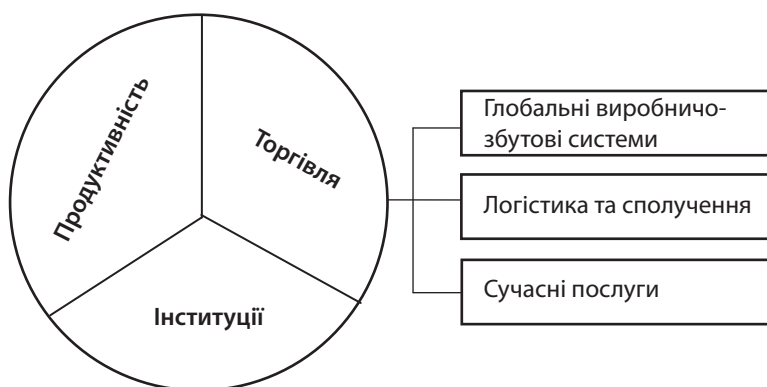 Продуктивність
Торгівля
Інституції
Глобальні виробничо-
збутові системи
Логістика та сполучення
Сучасні послуги